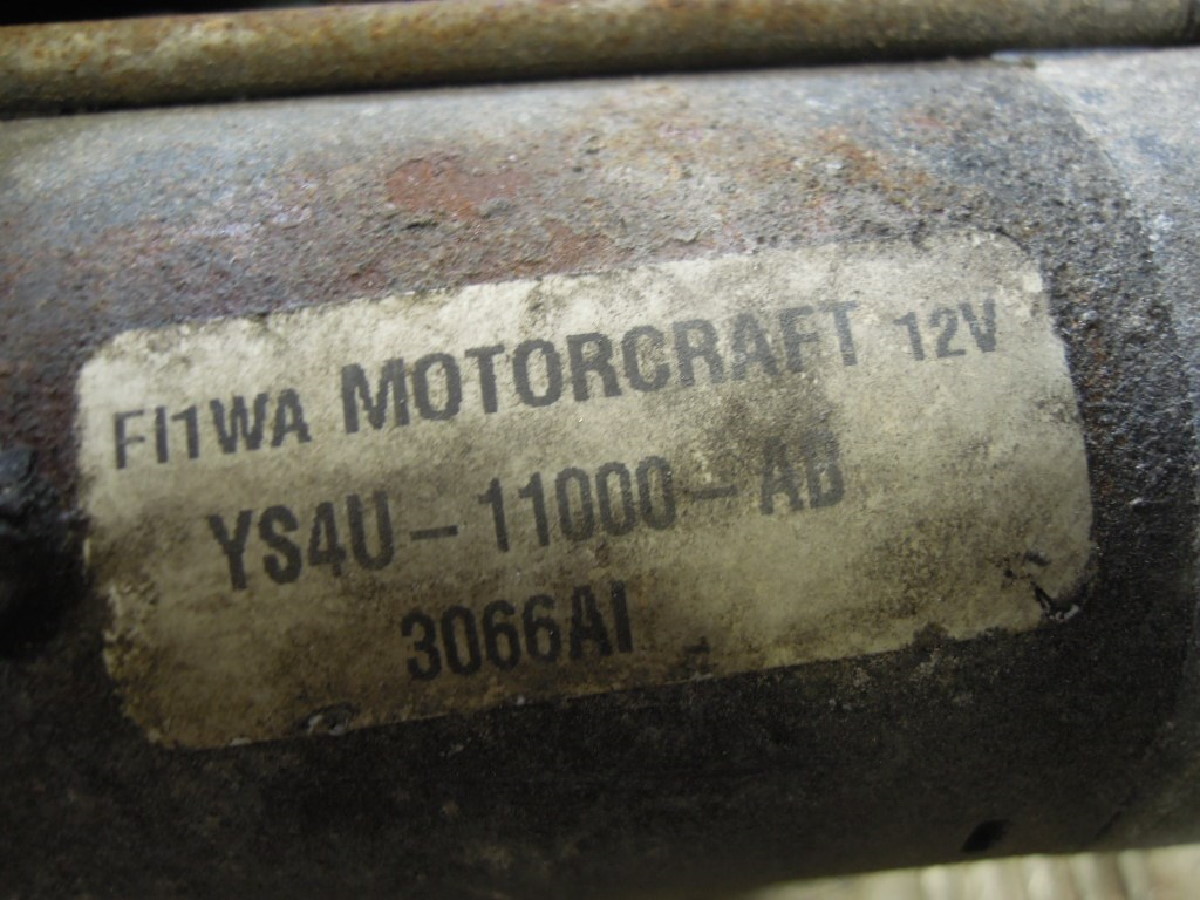 FI1WA MOTORCRAFT 12V
YS4U-11000-AB
3066AI